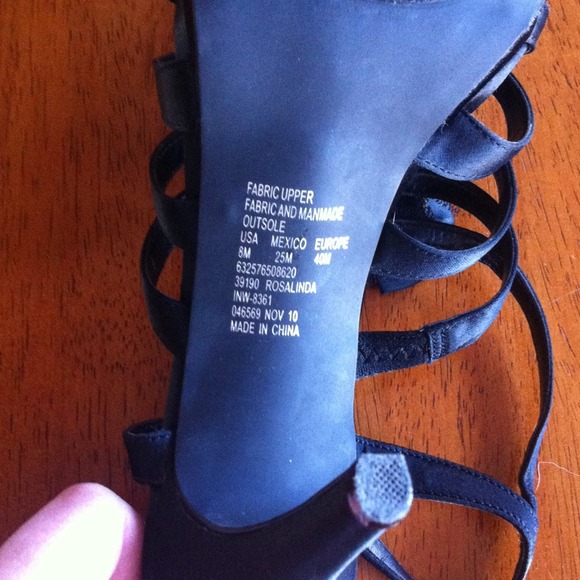 FABRIC UPPER
FABRIC AND MANMADE
OUTSOLE
USA MEXICO EUROPE
8M 25M 40M
632576508620
39190 ROSALINDA
INW-8361
046569 NOV 10
MADE IN CHINA